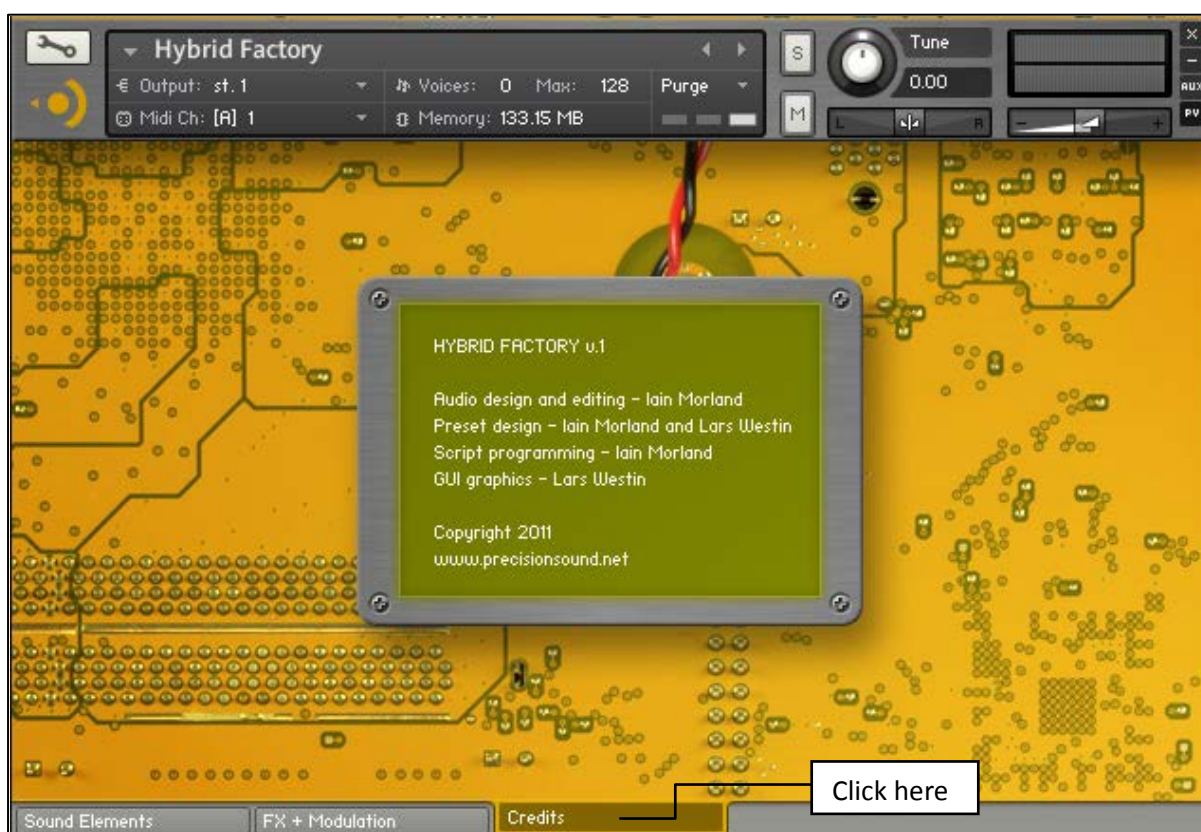 Hybrid Factory
S
Tune
×
Output: st. 1
Voices: 0 Max: 128
Purge
0.00
AUX
Midi Ch: [A] 1
Memory: 133.15 MB
M
L
R
-
+
PV
HYBRID FACTORY v.1
Audio design and editing - Iain Morland
Preset design - Iain Morland and Lars Westin
Script programming - Iain Morland
GUI graphics - Lars Westin
Copyright 2011
www.precisionsound.net
Click here
Sound Elements
FX + Modulation
Credits